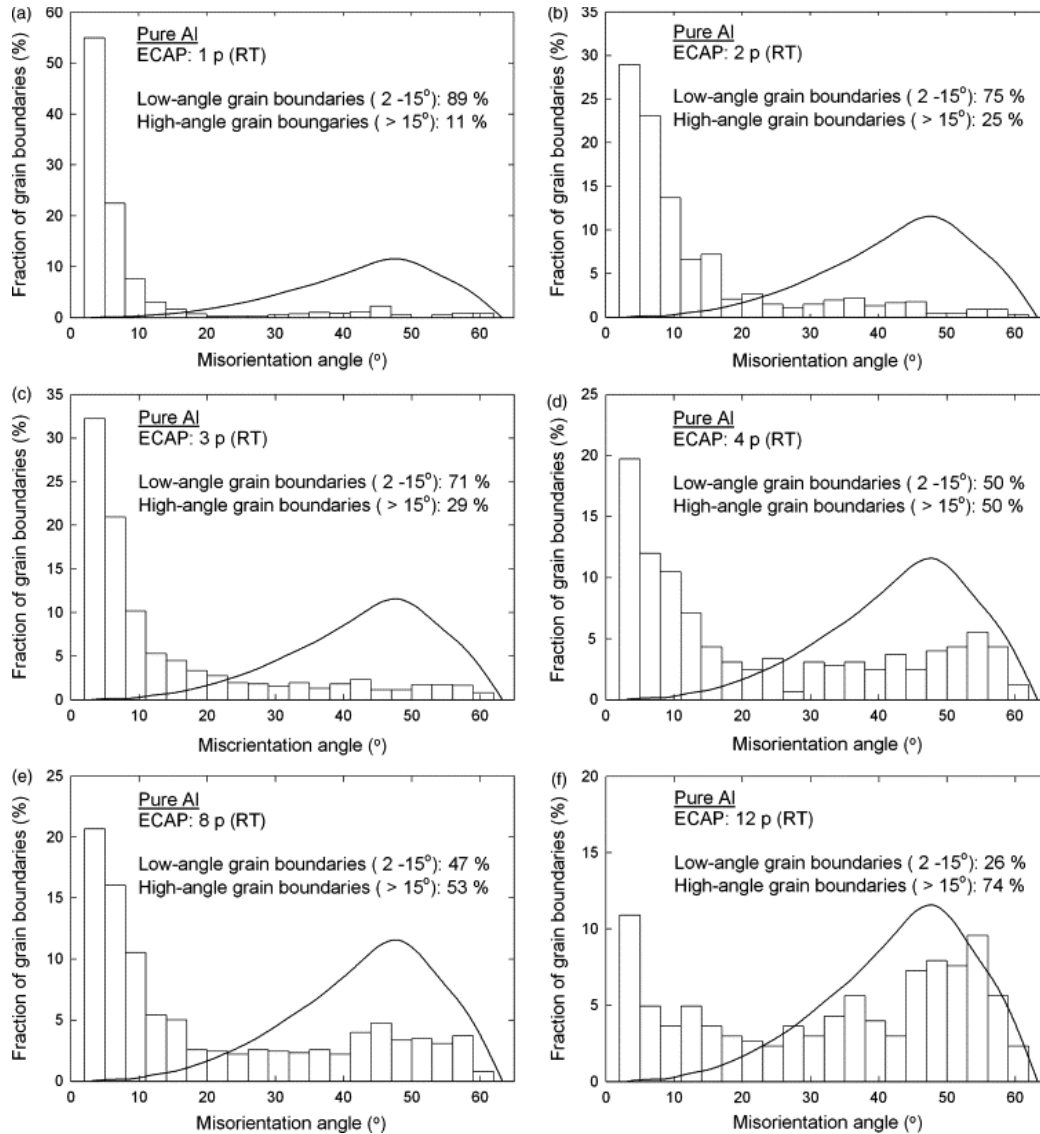 (a)
60
50
40
30
20
10
0
Fraction of grain boundaries (%)
Pure Al
ECAP: 1 p (RT)
Low-angle grain boundaries ( 2 -15°): 89 %
High-angle grain boungaries ( > 15°): 11 %
0 10 20 30 40 50 60
Misorientation angle (°)
(b)
35
30
25
20
15
10
5
0
Fraction of grain boundaries (%)
Pure Al
ECAP: 2 p (RT)
Low-angle grain boundaries ( 2 -15°): 75 %
High-angle grain boundaries ( > 15°): 25 %
0 10 20 30 40 50 60
Misorientation angle (°)
(c)
35
30
25
20
15
10
5
0
Fraction of grain boundaries (%)
Pure Al
ECAP: 3 p (RT)
Low-angle grain boundaries ( 2 -15°): 71 %
High-angle grain boundaries ( > 15°): 29 %
0 10 20 30 40 50 60
Miscrientation angle (°)
(d)
25
20
15
10
5
0
Fraction of grain boundaries (%)
Pure Al
ECAP: 4 p (RT)
Low-angle grain boundaries ( 2 -15°): 50 %
High-angle grain boundaries ( > 15°): 50 %
0 10 20 30 40 50 60
Misorientation angle (°)
(e)
25
20
15
10
5
0
Fraction of grain boundaries (%)
Pure Al
ECAP: 8 p (RT)
Low-angle grain boundaries ( 2 -15°): 47 %
High-angle grain boundaries ( > 15°): 53 %
0 10 20 30 40 50 60
Misorientation angle (°)
(f)
20
15
10
5
0
Fraction of grain boundaries (%)
Pure Al
ECAP: 12 p (RT)
Low-angle grain boundaries ( 2 -15°): 26 %
High-angle grain boundaries ( > 15°): 74 %
0 10 20 30 40 50 60
Misorientation angle (°)